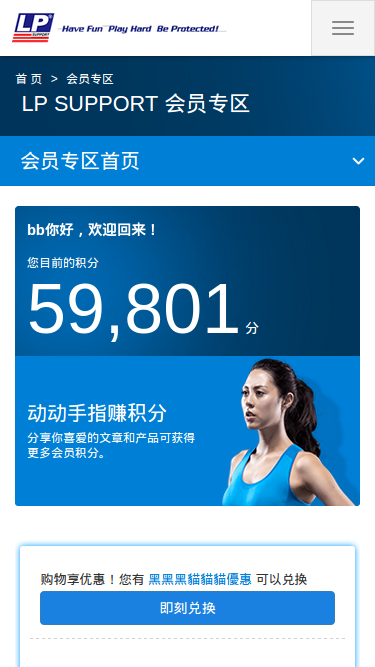 LP
SUPPORT
Have Fun Play Hard Be Protected!
首 页 > 会员专区
LP SUPPORT 会员专区
会员专区首页
bb你好，欢迎回来！
您目前的积分
59,801 分
动动手指赚积分
分享你喜爱的文章和产品可获得
更多会员积分。
购物享优惠！您有 黑黑黑貓貓貓優惠 可以兑换
即刻兑换